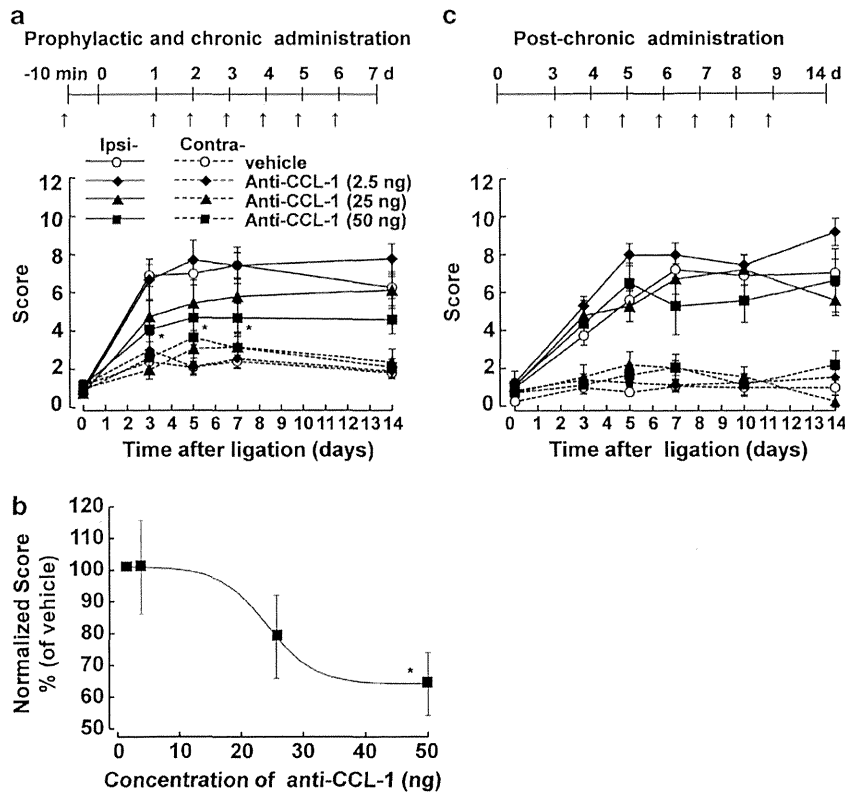 a
Prophylactic and chronic administration
-10 min 0 1 2 3 4 5 6 7 d
↑ ↑ ↑ ↑ ↑ ↑ ↑
Ipsi- Contra-
vehicle
Anti-CCL-1 (2.5 ng)
Anti-CCL-1 (25 ng)
Anti-CCL-1 (50 ng)
12
10
8
6
4
2
0
Score
* * *
0 1 2 3 4 5 6 7 8 9 10 11 12 13 14
Time after ligation (days)
c
Post-chronic administration
0 3 4 5 6 7 8 9 14 d
↑ ↑ ↑ ↑ ↑ ↑ ↑
12
10
8
6
4
2
0
Score
0 1 2 3 4 5 6 7 8 9 10 11 12 13 14
Time after ligation (days)
b
120
110
100
90
80
70
60
50
Normalized Score
% (of vehicle)
*
0 10 20 30 40 50
Concentration of anti-CCL-1 (ng)